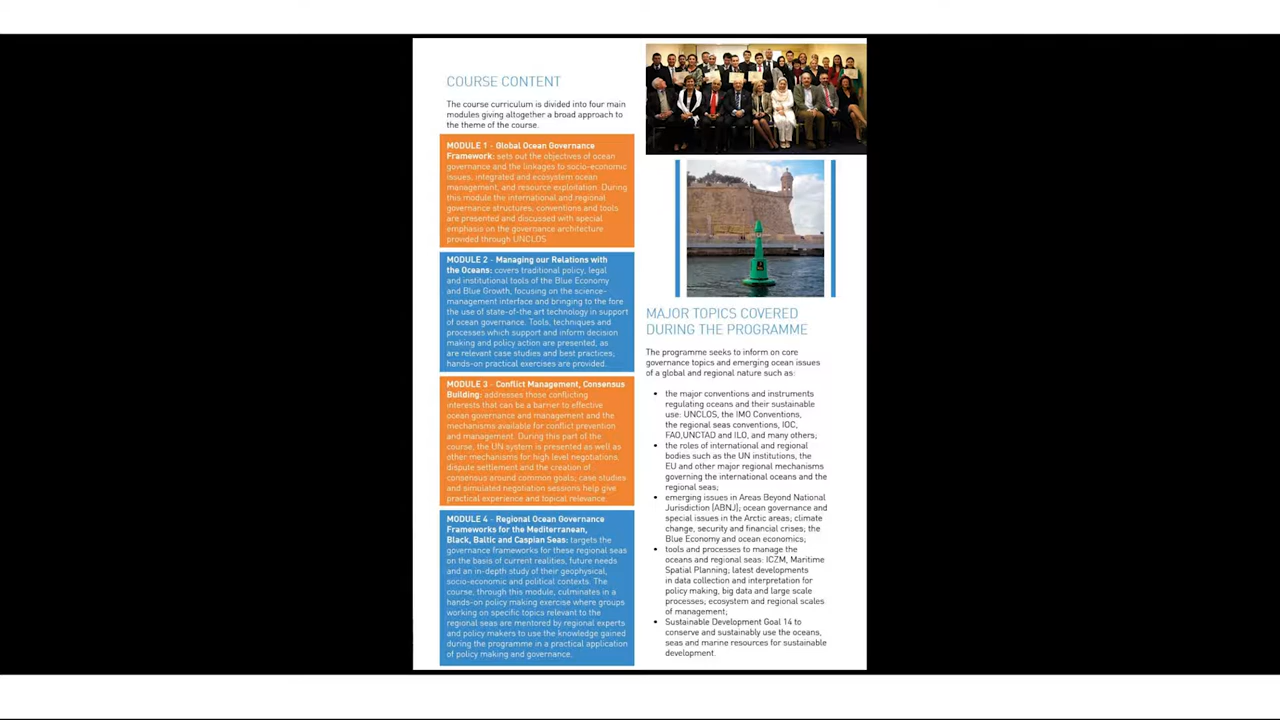 COURSE CONTENT
The course curriculum is divided into four main
modules giving altogether a broad approach to
the theme of the course.
MODULE 1 - Global Ocean Governance
Framework: sets out the objectives of ocean
governance and the linkages to socio-economic
issues, integrated and ecosystem ocean
management, and resource exploitation. During
this module the international and regional
governance structures, conventions and tools
are presented and discussed with special
emphasis on the governance architecture
provided through UNCLOS.
MODULE 2 - Managing our Relations with
the Oceans: covers traditional policy, legal
and institutional tools of the Blue Economy
and Blue Growth, focusing on the science-
management interface and bringing to the fore
the use of state-of-the art technology in support
of ocean governance. Tools, techniques and
processes which support and inform decision
making and policy action are presented, as
are relevant case studies and best practices;
hands-on practical exercises are provided.
MODULE 3 - Conflict Management, Consensus
Building: addresses those conflicting
interests that can be a barrier to effective
ocean governance and management and the
mechanisms available for conflict prevention
and management. During this part of the
course, the UN system is presented as well as
other mechanisms for high level negotiations,
dispute settlement and the creation of
consensus around common goals; case studies
and simulated negotiation sessions help give
practical experience and topical relevance.
MODULE 4 - Regional Ocean Governance
Frameworks for the Mediterranean,
Black, Baltic and Caspian Seas: targets the
governance frameworks for these regional seas
on the basis of current realities, future needs
and an in-depth study of their geophysical,
socio-economic and political contexts. The
course, through this module, culminates in a
hands-on policy making exercise where groups
working on specific topics relevant to the
regional seas are mentored by regional experts
and policy makers to use the knowledge gained
during the programme in a practical application
of policy making and governance.
MAJOR TOPICS COVERED
DURING THE PROGRAMME
The programme seeks to inform on core
governance topics and emerging ocean issues
of a global and regional nature such as:
• the major conventions and instruments
regulating oceans and their sustainable
use: UNCLOS, the IMO Conventions,
the regional seas conventions, IOC,
FAO,UNCTAD and ILO, and many others;
• the roles of international and regional
bodies such as the UN institutions, the
EU and other major regional mechanisms
governing the international oceans and the
regional seas;
• emerging issues in Areas Beyond National
Jurisdiction (ABNJ); ocean governance and
special issues in the Arctic areas; climate
change, security and financial crises; the
Blue Economy and ocean economics;
• tools and processes to manage the
oceans and regional seas: ICZM, Maritime
Spatial Planning; latest developments
in data collection and interpretation for
policy making, big data and large scale
processes; ecosystem and regional scales
of management;
• Sustainable Development Goal 14 to
conserve and sustainably use the oceans,
seas and marine resources for sustainable
development.